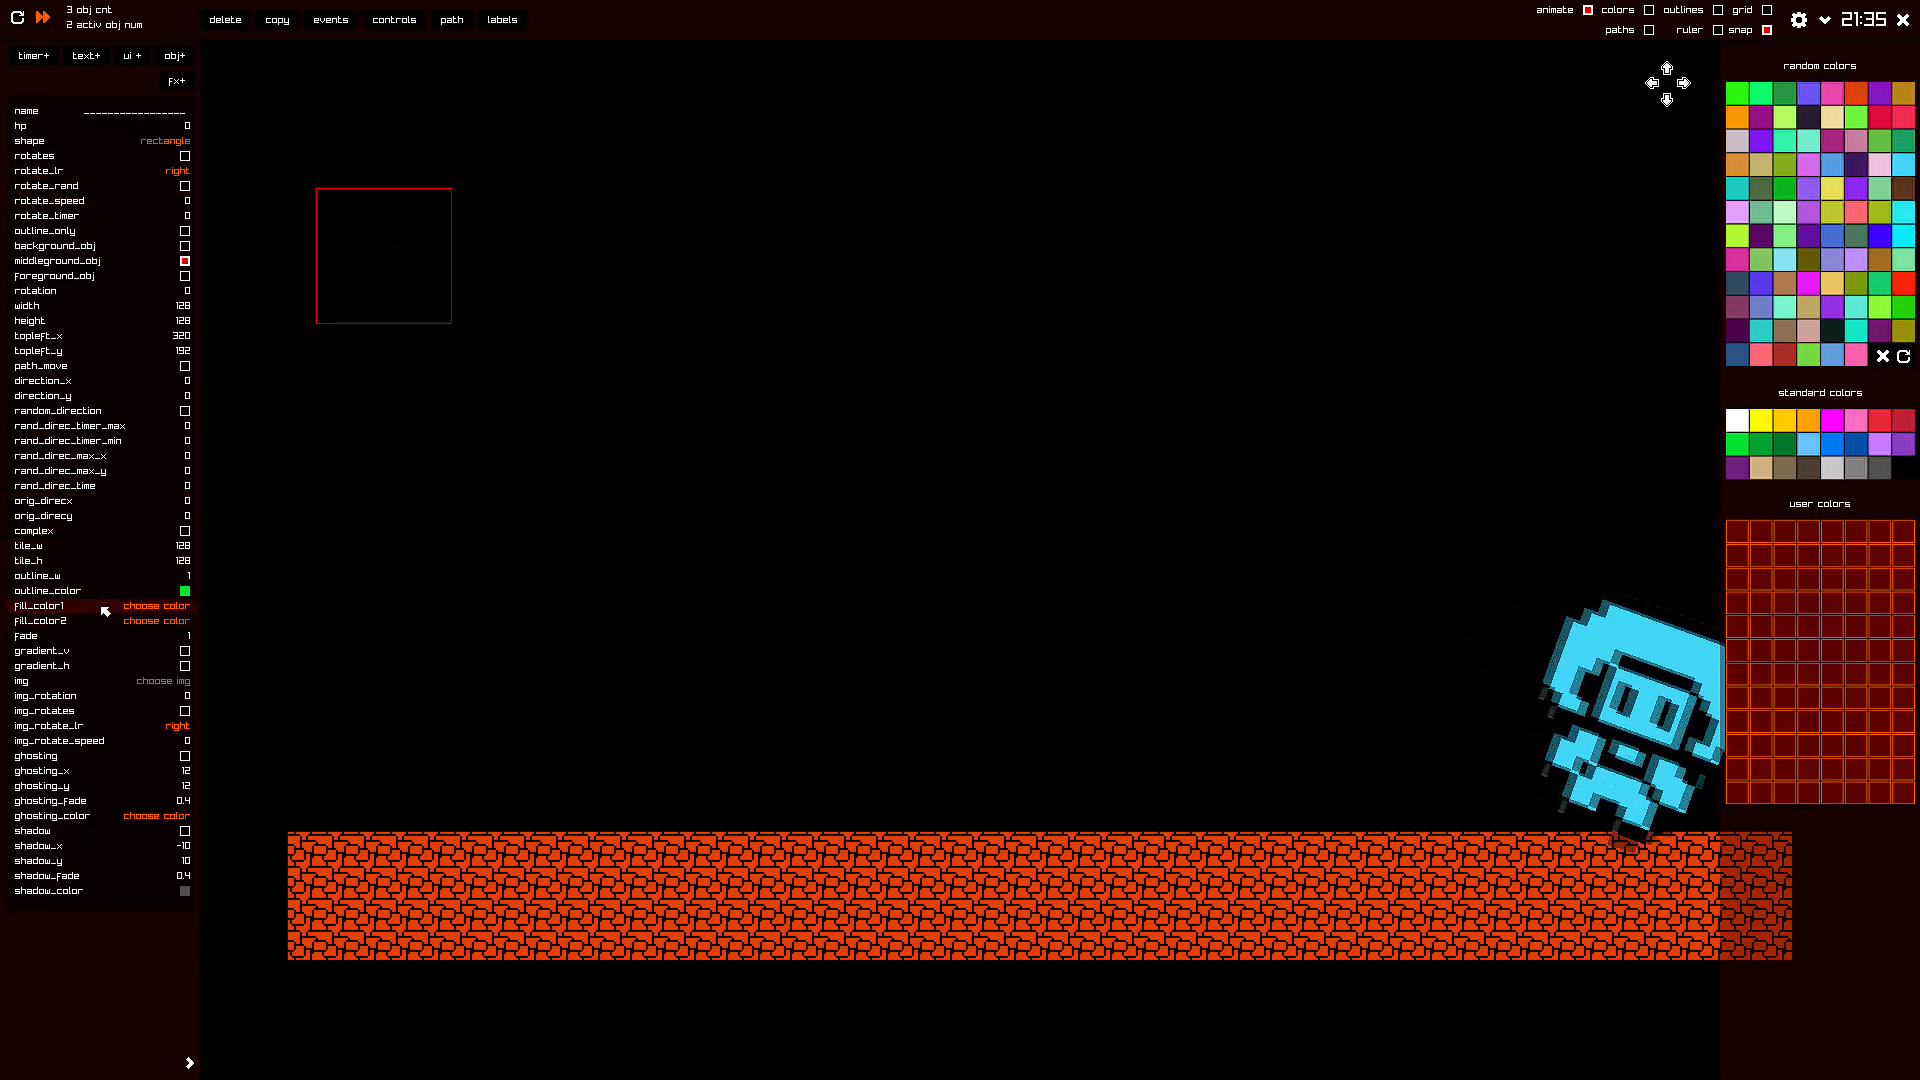 3 obj cnt
2 activ obj num
delete copy events controls path labels
animate colors outlines grid
paths ruler snap
21:35
timer+ text+ ui + obj+
fx+
name _________________
hp 0
shape rectangle
rotates
rotate_lr right
rotate_rand
rotate_speed 0
rotate_timer 0
outline_only
background_obj
middleground_obj
foreground_obj
rotation 0
width 128
height 128
topleft_x 320
topleft_y 192
path_move
direction_x 0
direction_y 0
random_direction
rand_direc_timer_max 0
rand_direc_timer_min 0
rand_direc_max_x 0
rand_direc_max_y 0
rand_direc_time 0
orig_direcx 0
orig_direcy 0
complex
tile_w 128
tile_h 128
outline_w 1
outline_color
fill_color1 choose color
fill_color2 choose color
fade 1
gradient_v
gradient_h
img choose img
img_rotation 0
img_rotates
img_rotate_lr right
img_rotate_speed 0
ghosting
ghosting_x 12
ghosting_y 12
ghosting_fade 0.4
ghosting_color choose color
shadow
shadow_x -10
shadow_y 10
shadow_fade 0.4
shadow_color
random colors
standard colors
user colors